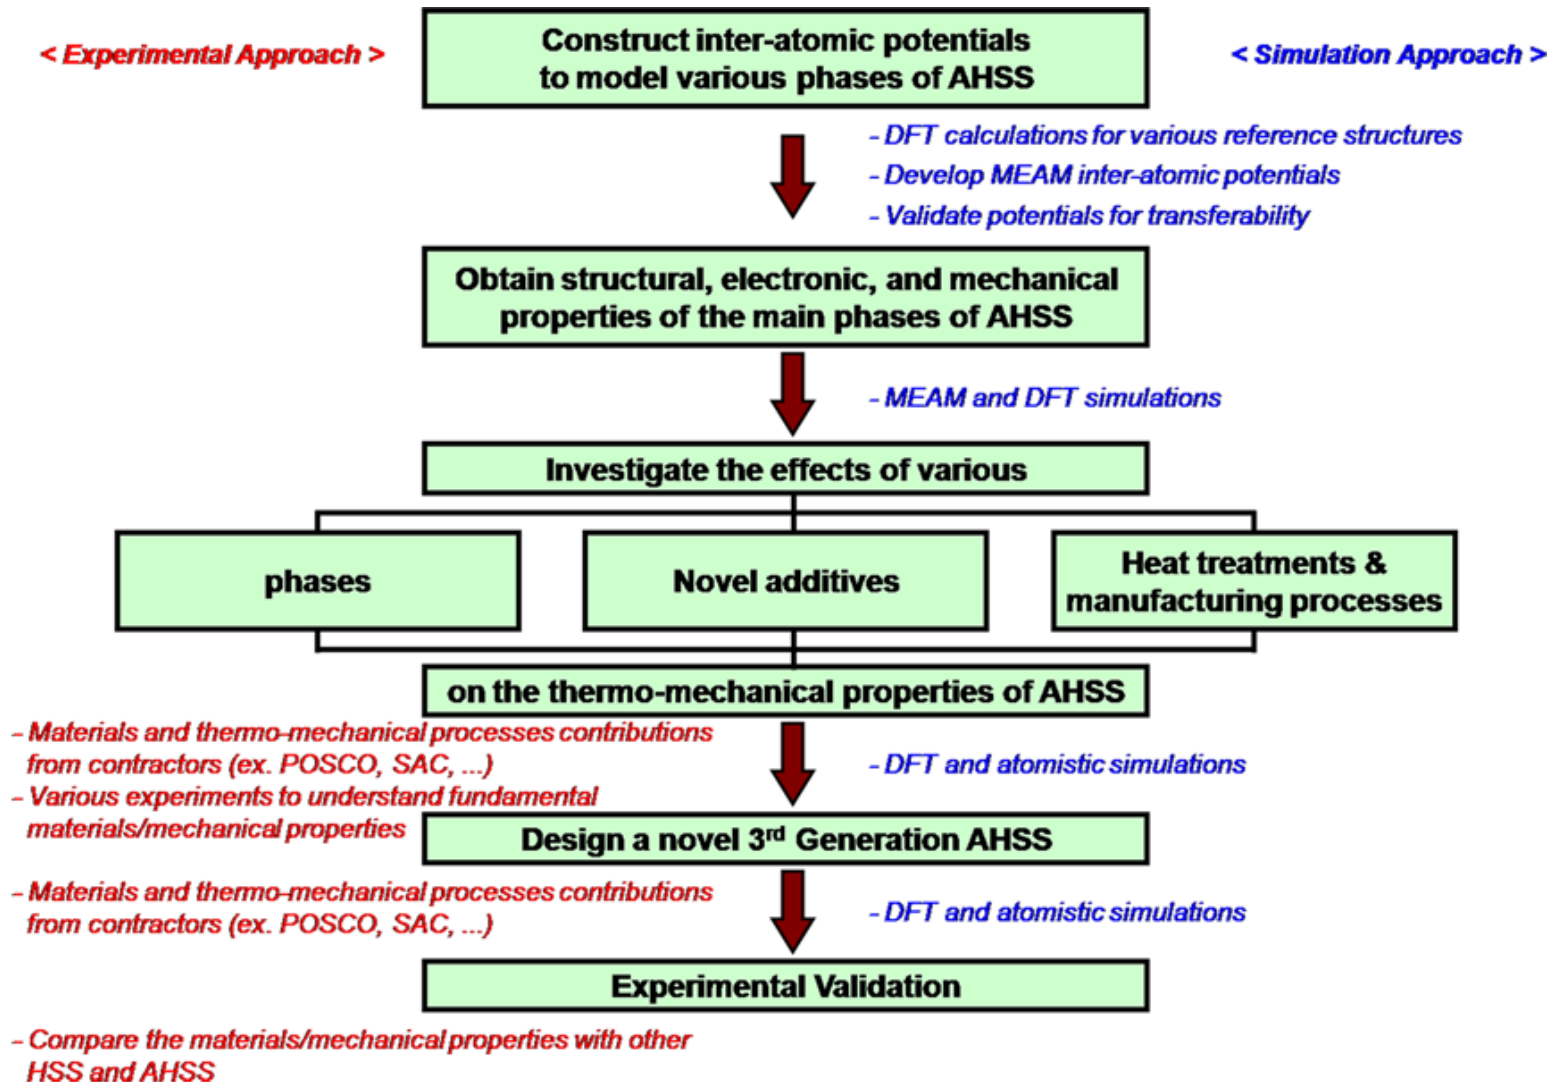 < Experimental Approach >
Construct inter-atomic potentials
to model various phases of AHSS
< Simulation Approach >
- DFT calculations for various reference structures
- Develop MEAM inter-atomic potentials
- Validate potentials for transferability
Obtain structural, electronic, and mechanical
properties of the main phases of AHSS
- MEAM and DFT simulations
Investigate the effects of various
phases
Novel additives
Heat treatments &
manufacturing processes
on the thermo-mechanical properties of AHSS
- Materials and thermo-mechanical processes contributions
from contractors (ex. POSCO, SAC, ...)
- Various experiments to understand fundamental
materials/mechanical properties
- DFT and atomistic simulations
Design a novel 3rd Generation AHSS
- Materials and thermo-mechanical processes contributions
from contractors (ex. POSCO, SAC, ...)
- DFT and atomistic simulations
Experimental Validation
- Compare the materials/mechanical properties with other
HSS and AHSS